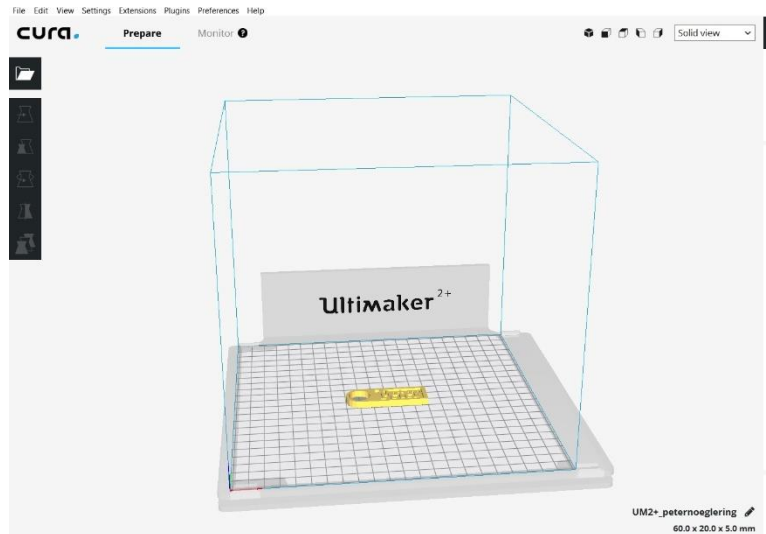 File Edit View Settings Extensions Plugins Preferences Help
cura. Prepare Monitor ? Solid view
Ultimaker 2+
UM2+_peternoeglering
60.0 x 20.0 x 5.0 mm